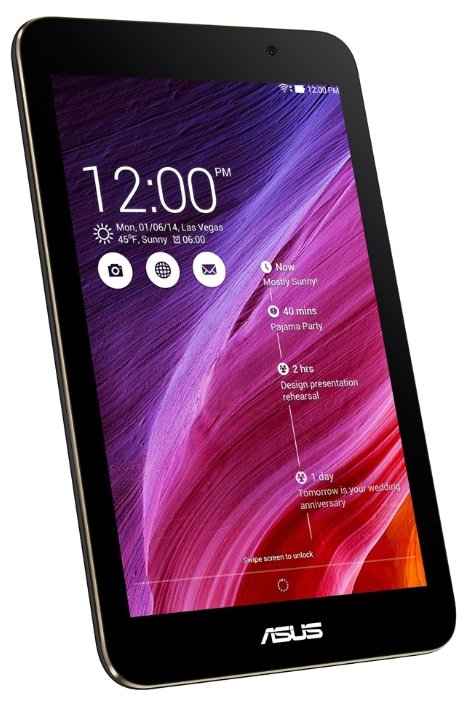 12:00 PM
12:00 PM
Mon, 01/06/14, Las Vegas
45°F, Sunny 06:00
Now
Mostly Sunny!
40 mins
Pajama Party
2 hrs
Design presentation
rehearsal
1 day
Tomorrow is your wedding
anniversary
Swipe screen to unlock
ASUS